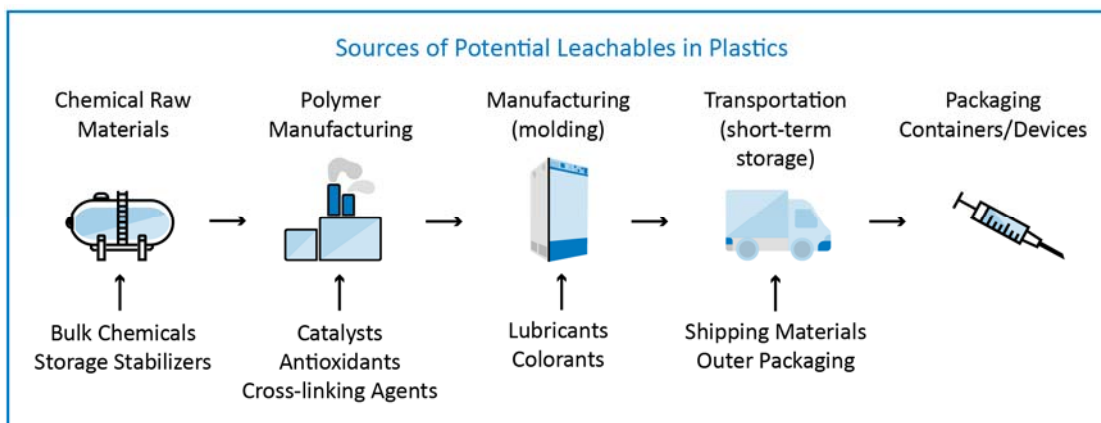 Sources of Potential Leachables in Plastics
Chemical Raw
Materials
Polymer
Manufacturing
Manufacturing
(molding)
Transportation
(short-term
storage)
Packaging
Containers/Devices
Bulk Chemicals
Storage Stabilizers
Catalysts
Antioxidants
Cross-linking Agents
Lubricants
Colorants
Shipping Materials
Outer Packaging